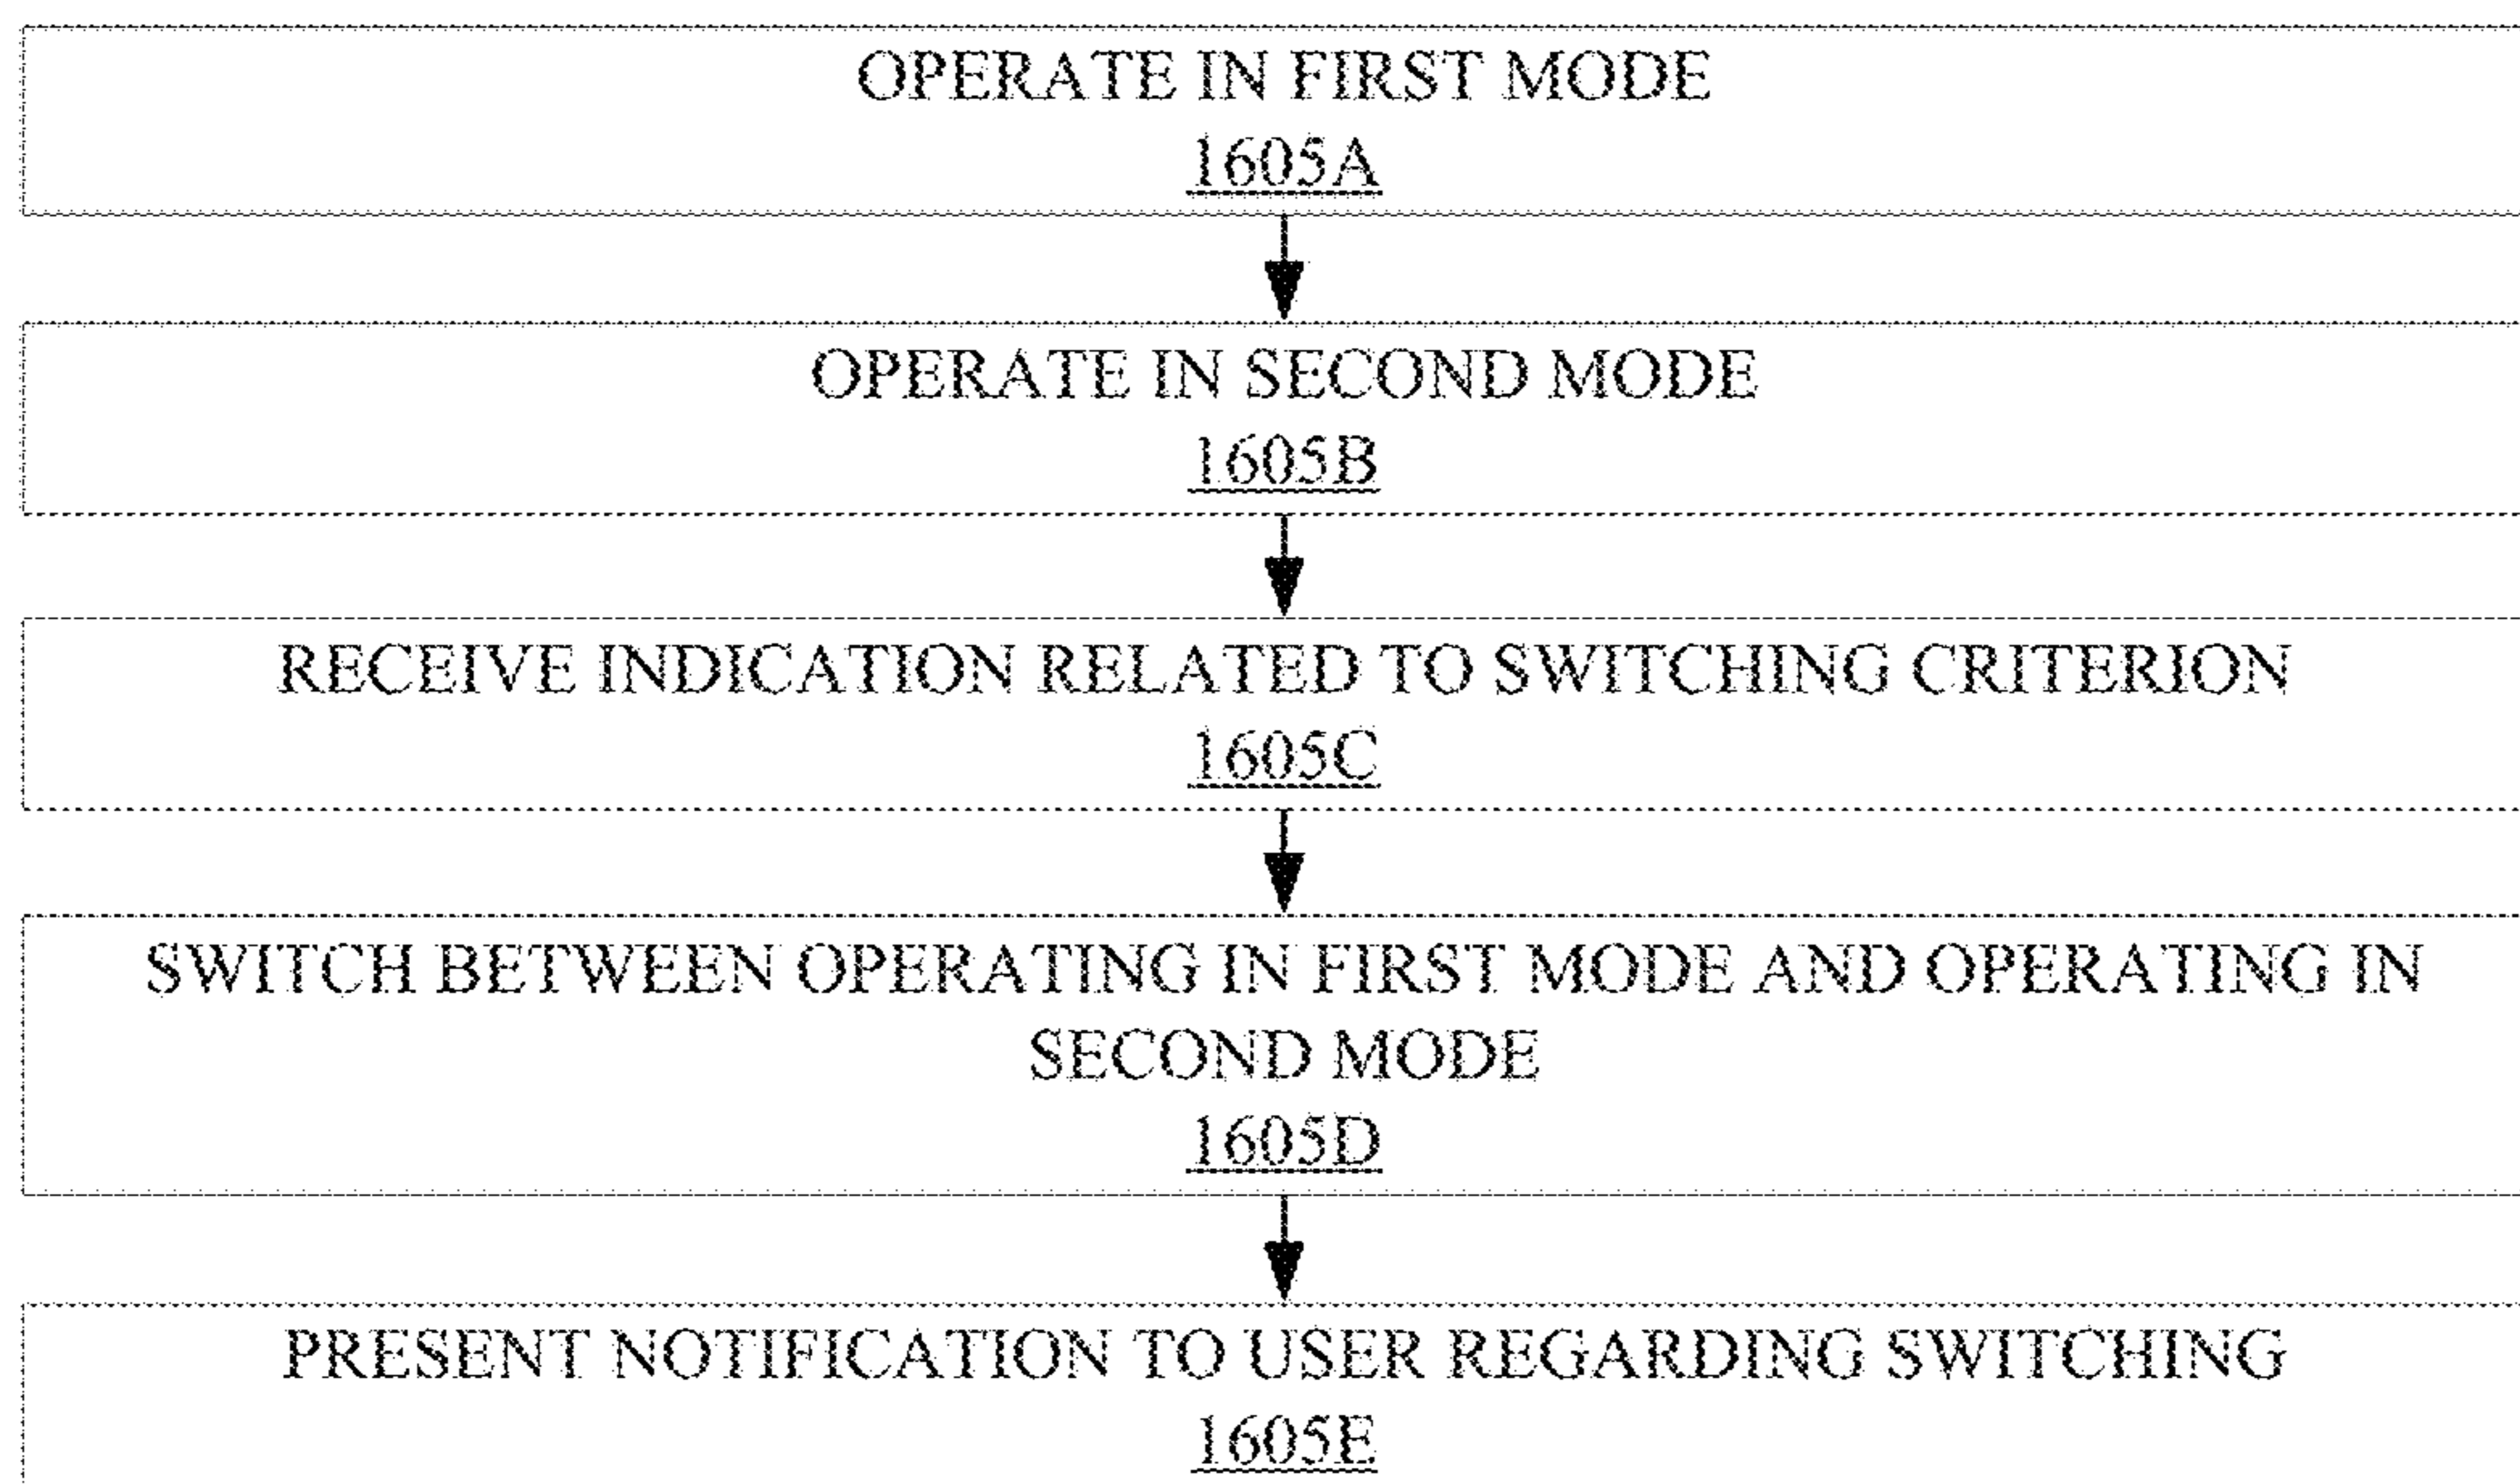 OPERATE IN FIRST MODE
1605A
OPERATE IN SECOND MODE
1605B
RECEIVE INDICATION RELATED TO SWITCHING CRITERION
1605C
SWITCH BETWEEN OPERATING IN FIRST MODE AND OPERATING IN
SECOND MODE
1605D
PRESENT NOTIFICATION TO USER REGARDING SWITCHING
1605E